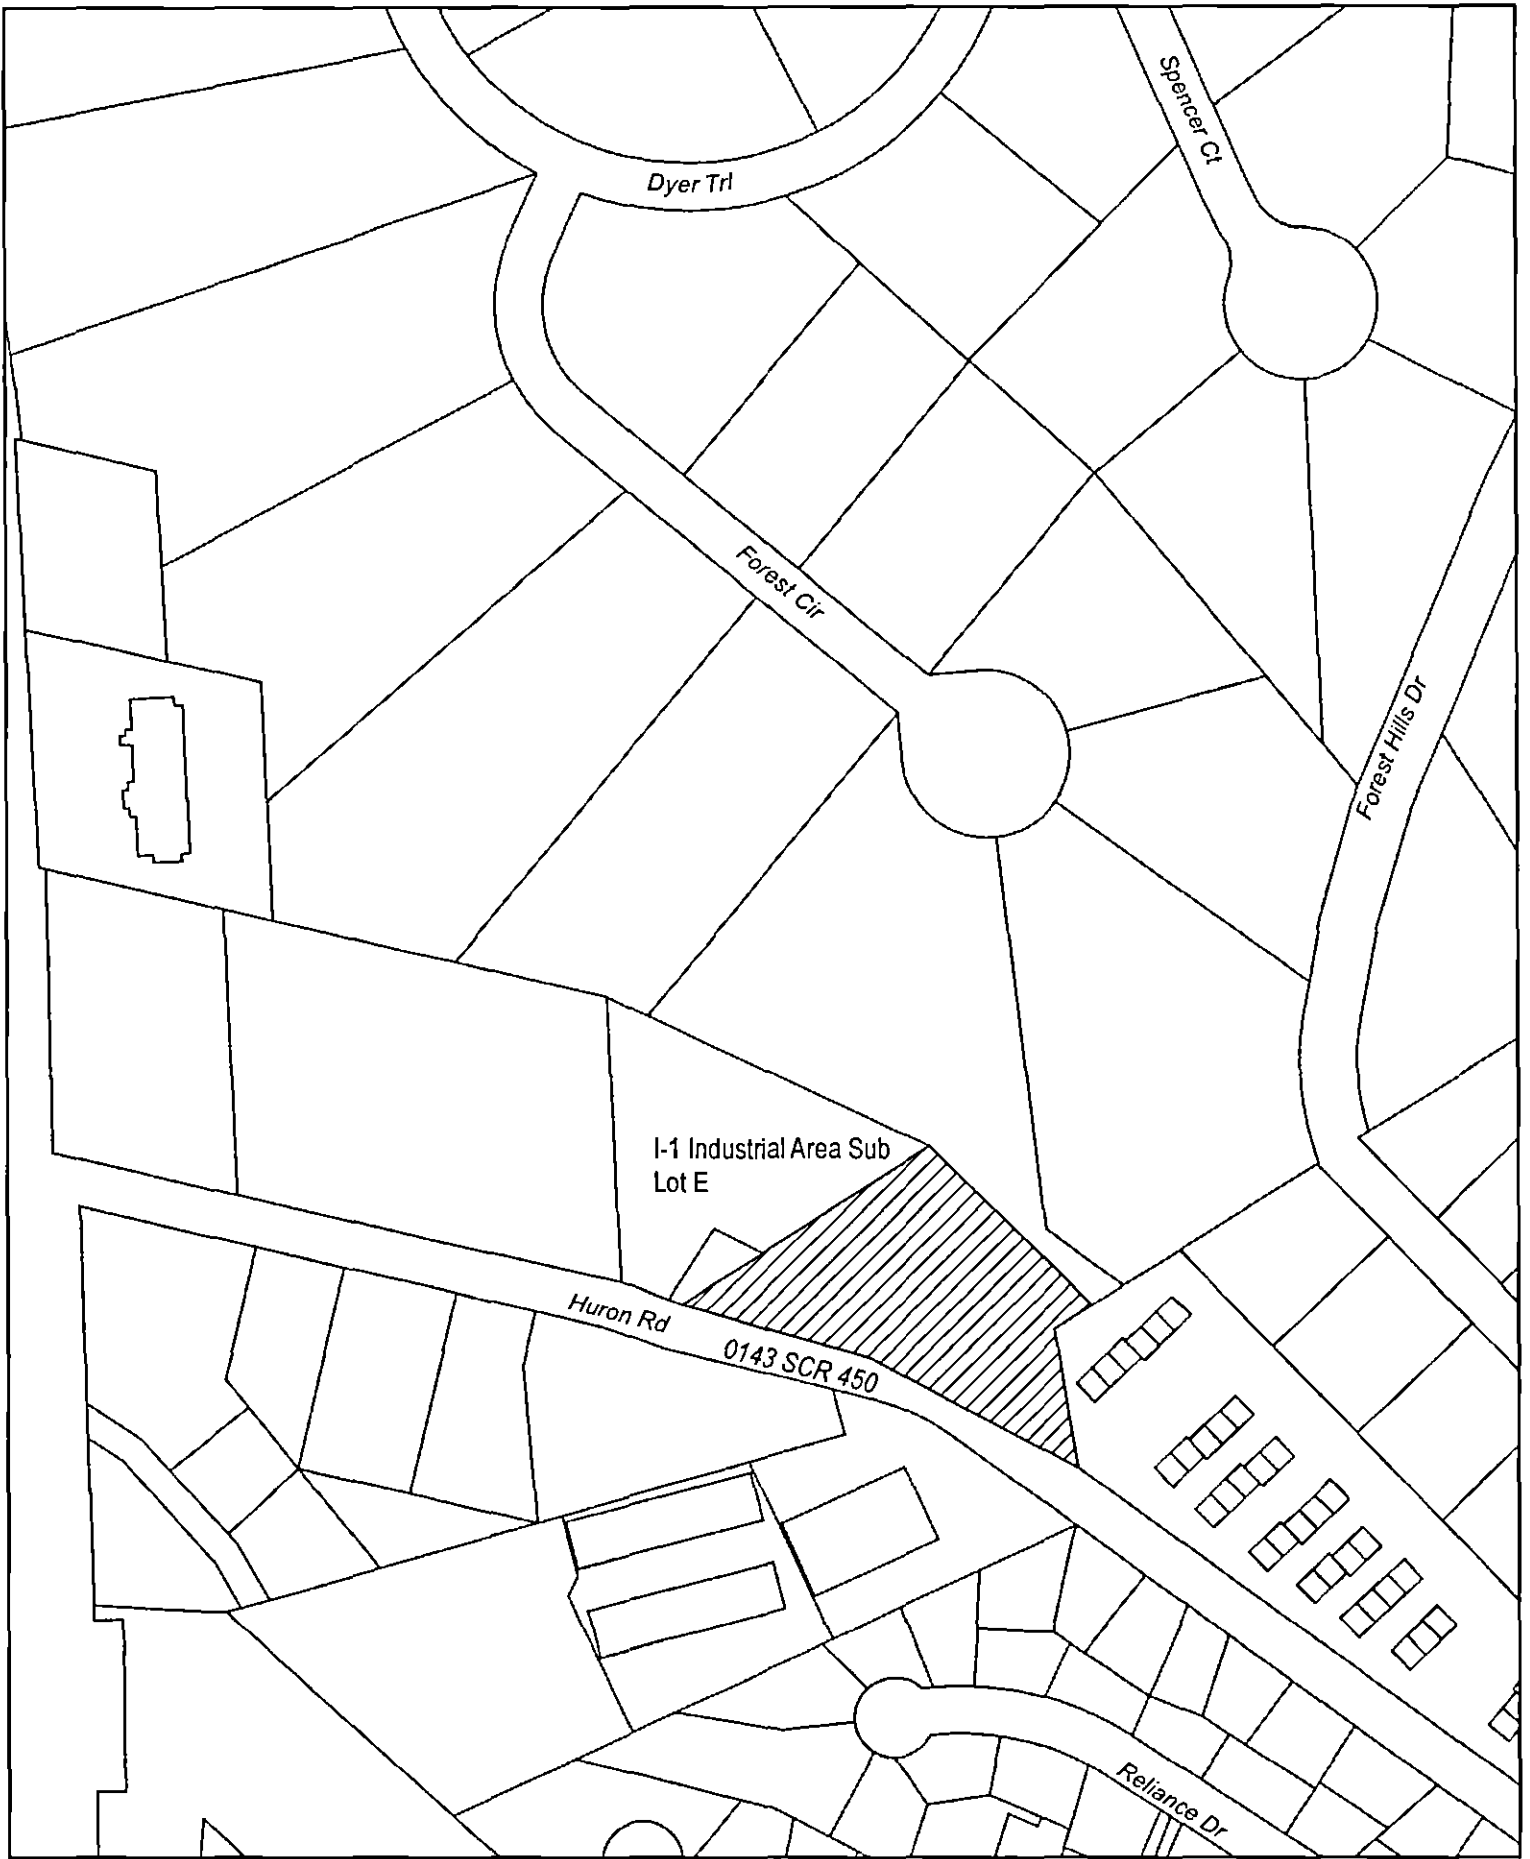 Spencer Ct
Dyer Trl
Forest Cir
Forest Hills Dr
I-1 Industrial Area Sub
Lot E
Huron Rd
0143 SCR 450
Reliance Dr